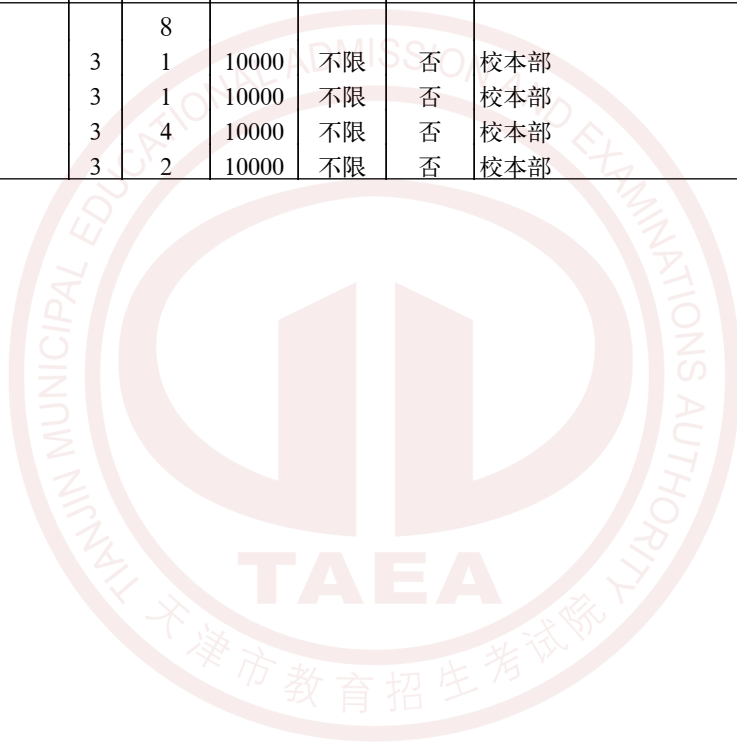 8
3 1 10000 不限 否 校本部
3 1 10000 不限 否 校本部
3 4 10000 不限 否 校本部
3 2 10000 不限 否 校本部
TIANJIN MUNICIPAL EDUCATIONAL ADMISSION AND EXAMINATIONS AUTHORITY
TAEA
天津市教育招生考试院